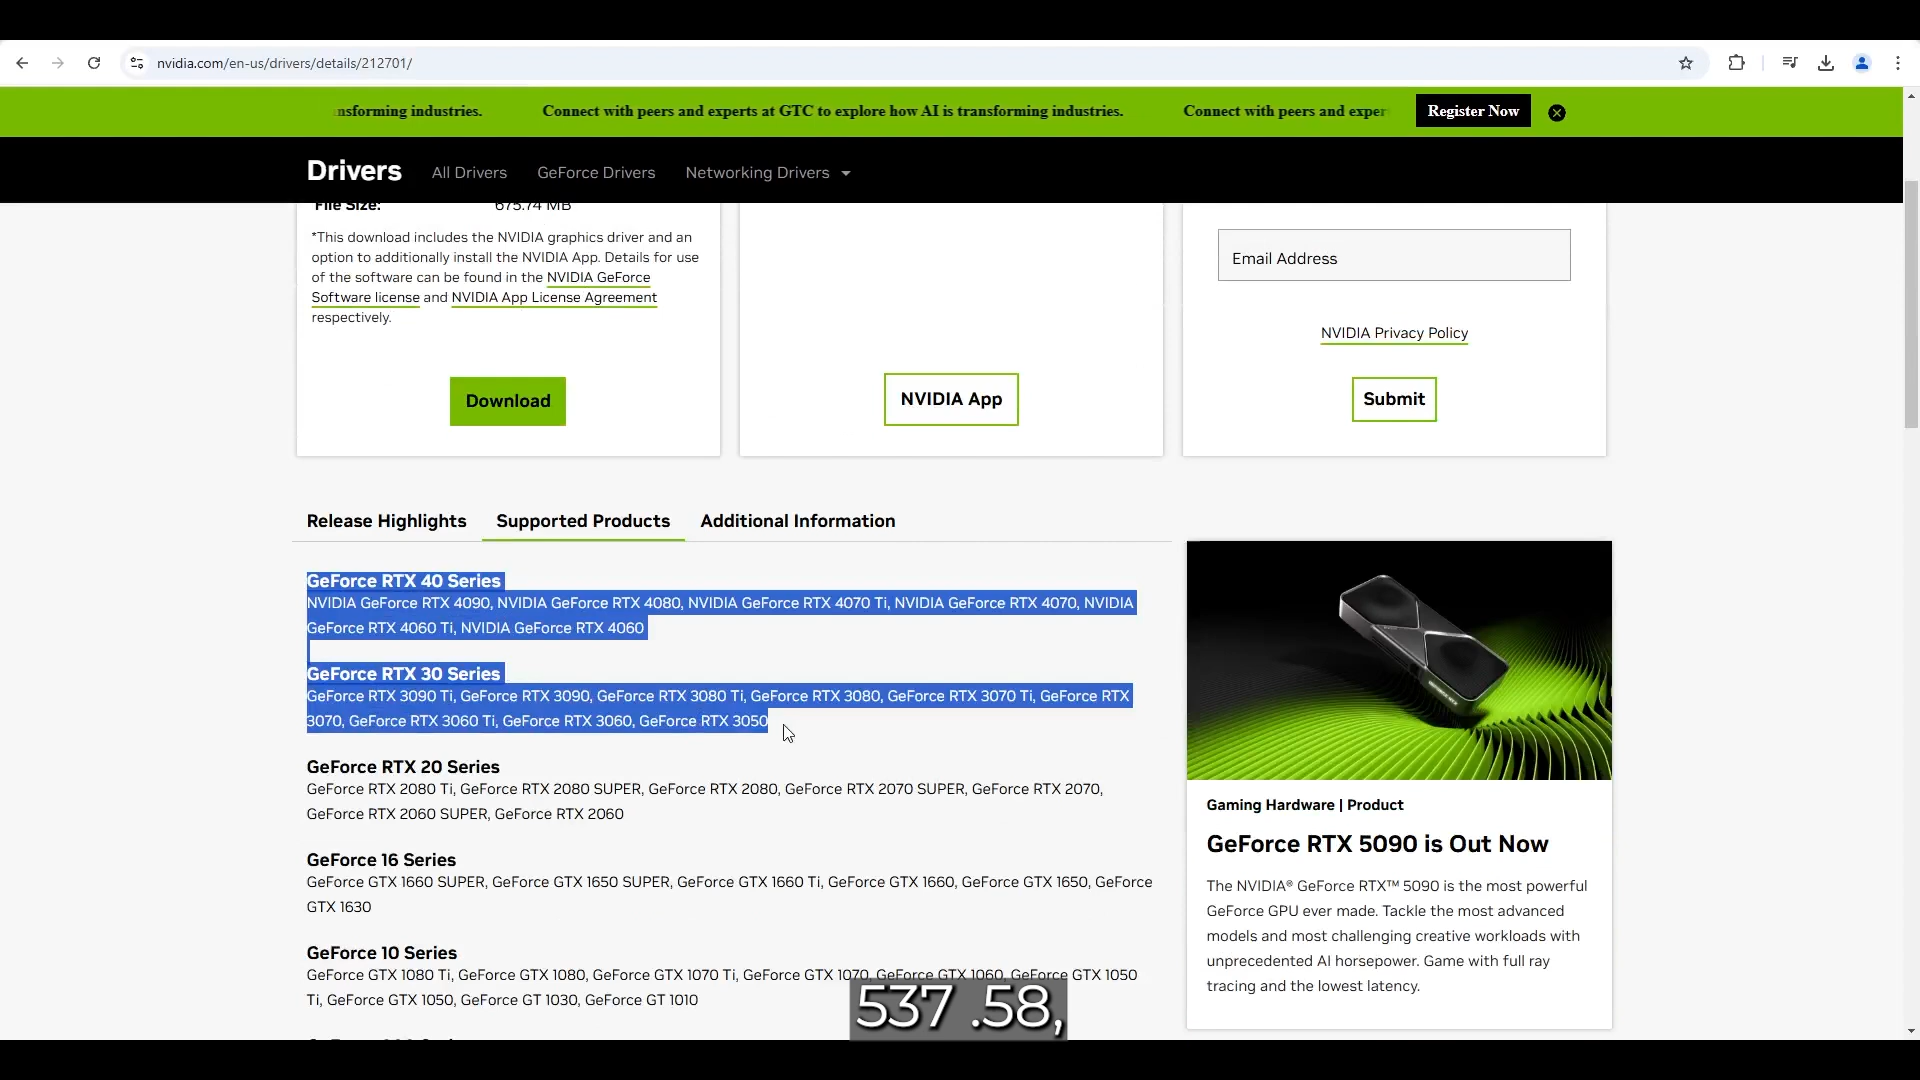 nvidia.com/en-us/drivers/details/212701/
nsforming industries. Connect with peers and experts at GTC to explore how AI is transforming industries. Connect with peers and exper
Register Now
Drivers All Drivers GeForce Drivers Networking Drivers
File Size: 675.74 MB
*This download includes the NVIDIA graphics driver and an
option to additionally install the NVIDIA App. Details for use
of the software can be found in the NVIDIA GeForce
Software license and NVIDIA App License Agreement
respectively.
Download
NVIDIA App
Email Address
NVIDIA Privacy Policy
Submit
Release Highlights Supported Products Additional Information
GeForce RTX 40 Series
NVIDIA GeForce RTX 4090, NVIDIA GeForce RTX 4080, NVIDIA GeForce RTX 4070 Ti, NVIDIA GeForce RTX 4070, NVIDIA
GeForce RTX 4060 Ti, NVIDIA GeForce RTX 4060
GeForce RTX 30 Series
GeForce RTX 3090 Ti, GeForce RTX 3090, GeForce RTX 3080 Ti, GeForce RTX 3080, GeForce RTX 3070 Ti, GeForce RTX
3070, GeForce RTX 3060 Ti, GeForce RTX 3060, GeForce RTX 3050
GeForce RTX 20 Series
GeForce RTX 2080 Ti, GeForce RTX 2080 SUPER, GeForce RTX 2080, GeForce RTX 2070 SUPER, GeForce RTX 2070,
GeForce RTX 2060 SUPER, GeForce RTX 2060
GeForce 16 Series
GeForce GTX 1660 SUPER, GeForce GTX 1650 SUPER, GeForce GTX 1660 Ti, GeForce GTX 1660, GeForce GTX 1650, GeForce
GTX 1630
GeForce 10 Series
GeForce GTX 1080 Ti, GeForce GTX 1080, GeForce GTX 1070 Ti, GeForce GTX 1070, GeForce GTX 1060, GeForce GTX 1050
Ti, GeForce GTX 1050, GeForce GT 1030, GeForce GT 1010
Gaming Hardware | Product
GeForce RTX 5090 is Out Now
The NVIDIA® GeForce RTX™ 5090 is the most powerful
GeForce GPU ever made. Tackle the most advanced
models and most challenging creative workloads with
unprecedented AI horsepower. Game with full ray
tracing and the lowest latency.
537 .58,